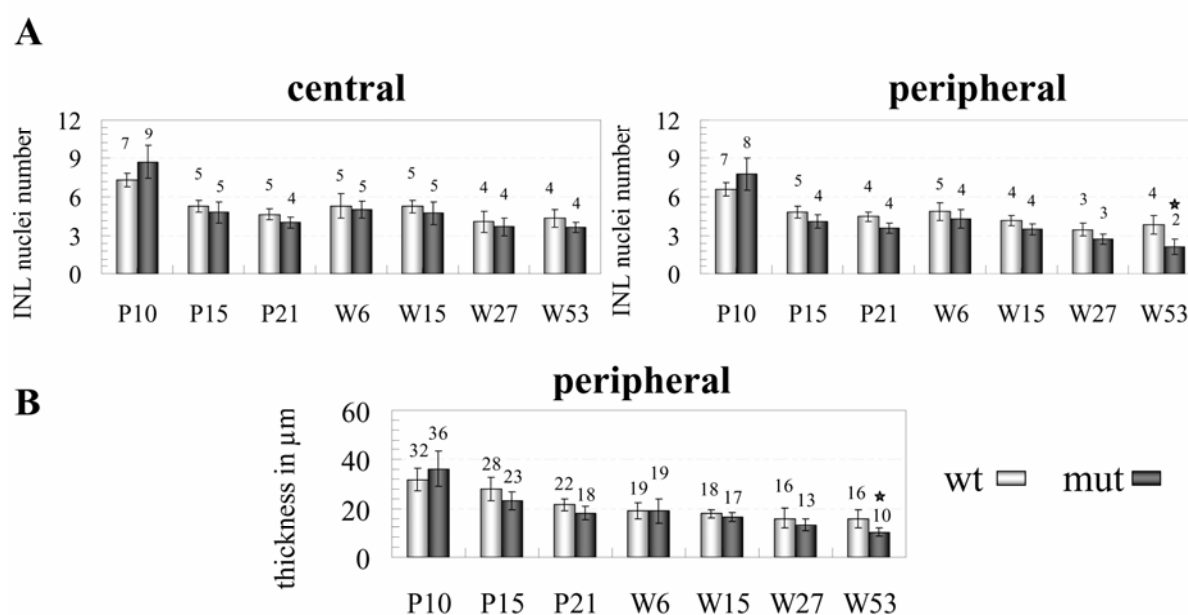 A
central
INL nuclei number
12
9
6
3
0
7 9 5 5 5 4 5 5 5 5 4 4 4 4
P10 P15 P21 W6 W15 W27 W53
peripheral
INL nuclei number
12
9
6
3
0
7 8 5 4 4 4 5 4 4 4 3 3 4 ★ 2
P10 P15 P21 W6 W15 W27 W53
B
peripheral
thickness in µm
60
40
20
0
32 36 28 23 22 18 19 19 18 17 16 13 16 ★ 10
P10 P15 P21 W6 W15 W27 W53
wt mut